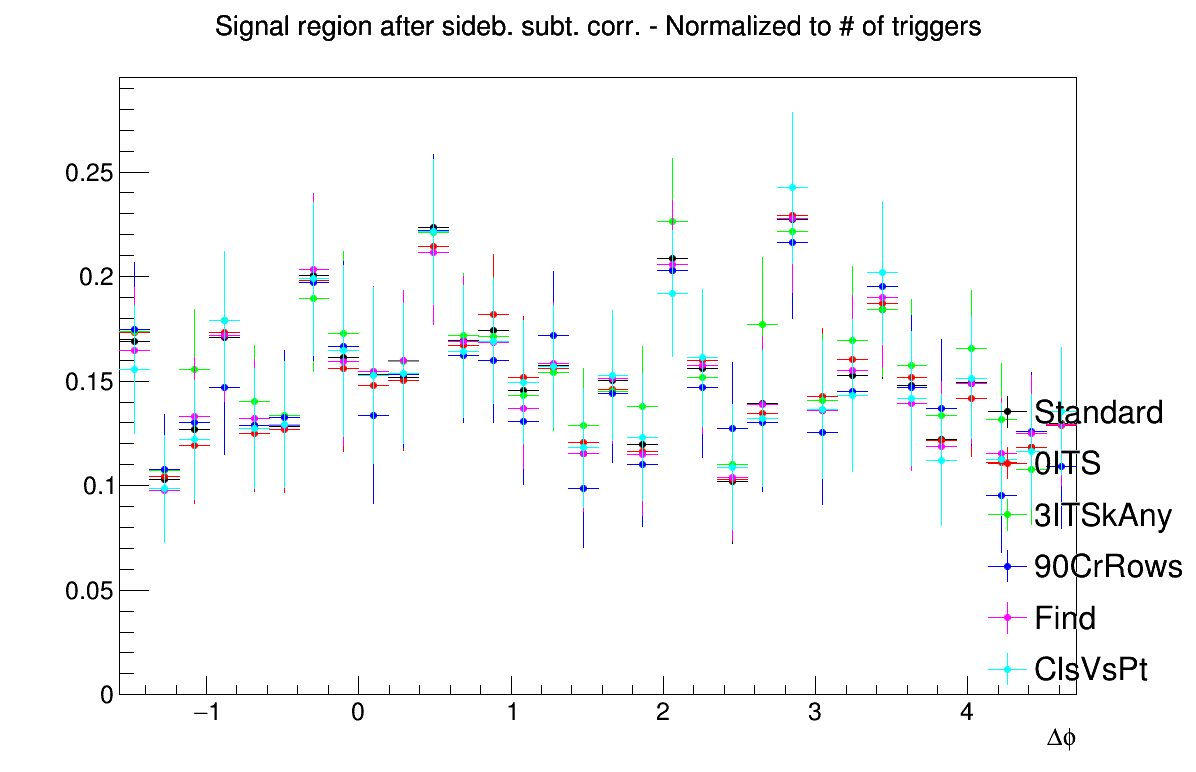 Signal region after sideb. subt. corr. - Normalized to # of triggers
0.25
0.2
0.15
0.1
0.05
0
−1
0
1
2
3
4
Δϕ
Standard
0ITS
3ITSkAny
90CrRows
Find
ClsVsPt